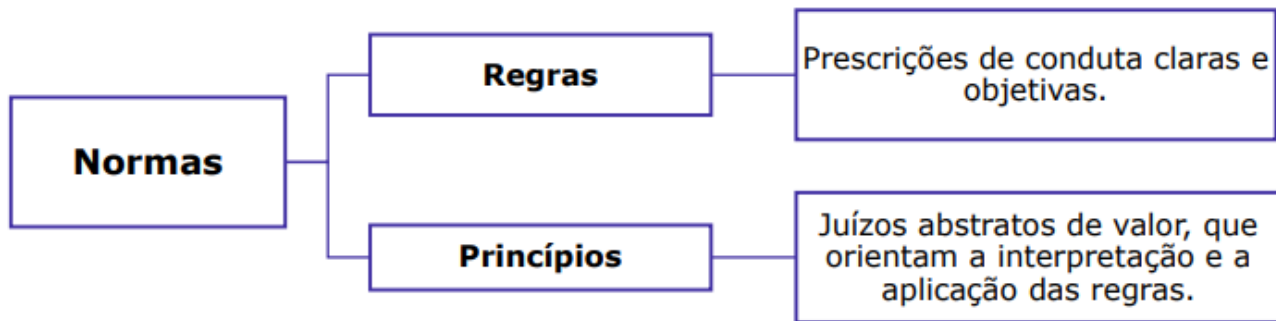 Normas
Regras
Prescrições de conduta claras e
objetivas.
Princípios
Juízos abstratos de valor, que
orientam a interpretação e a
aplicação das regras.